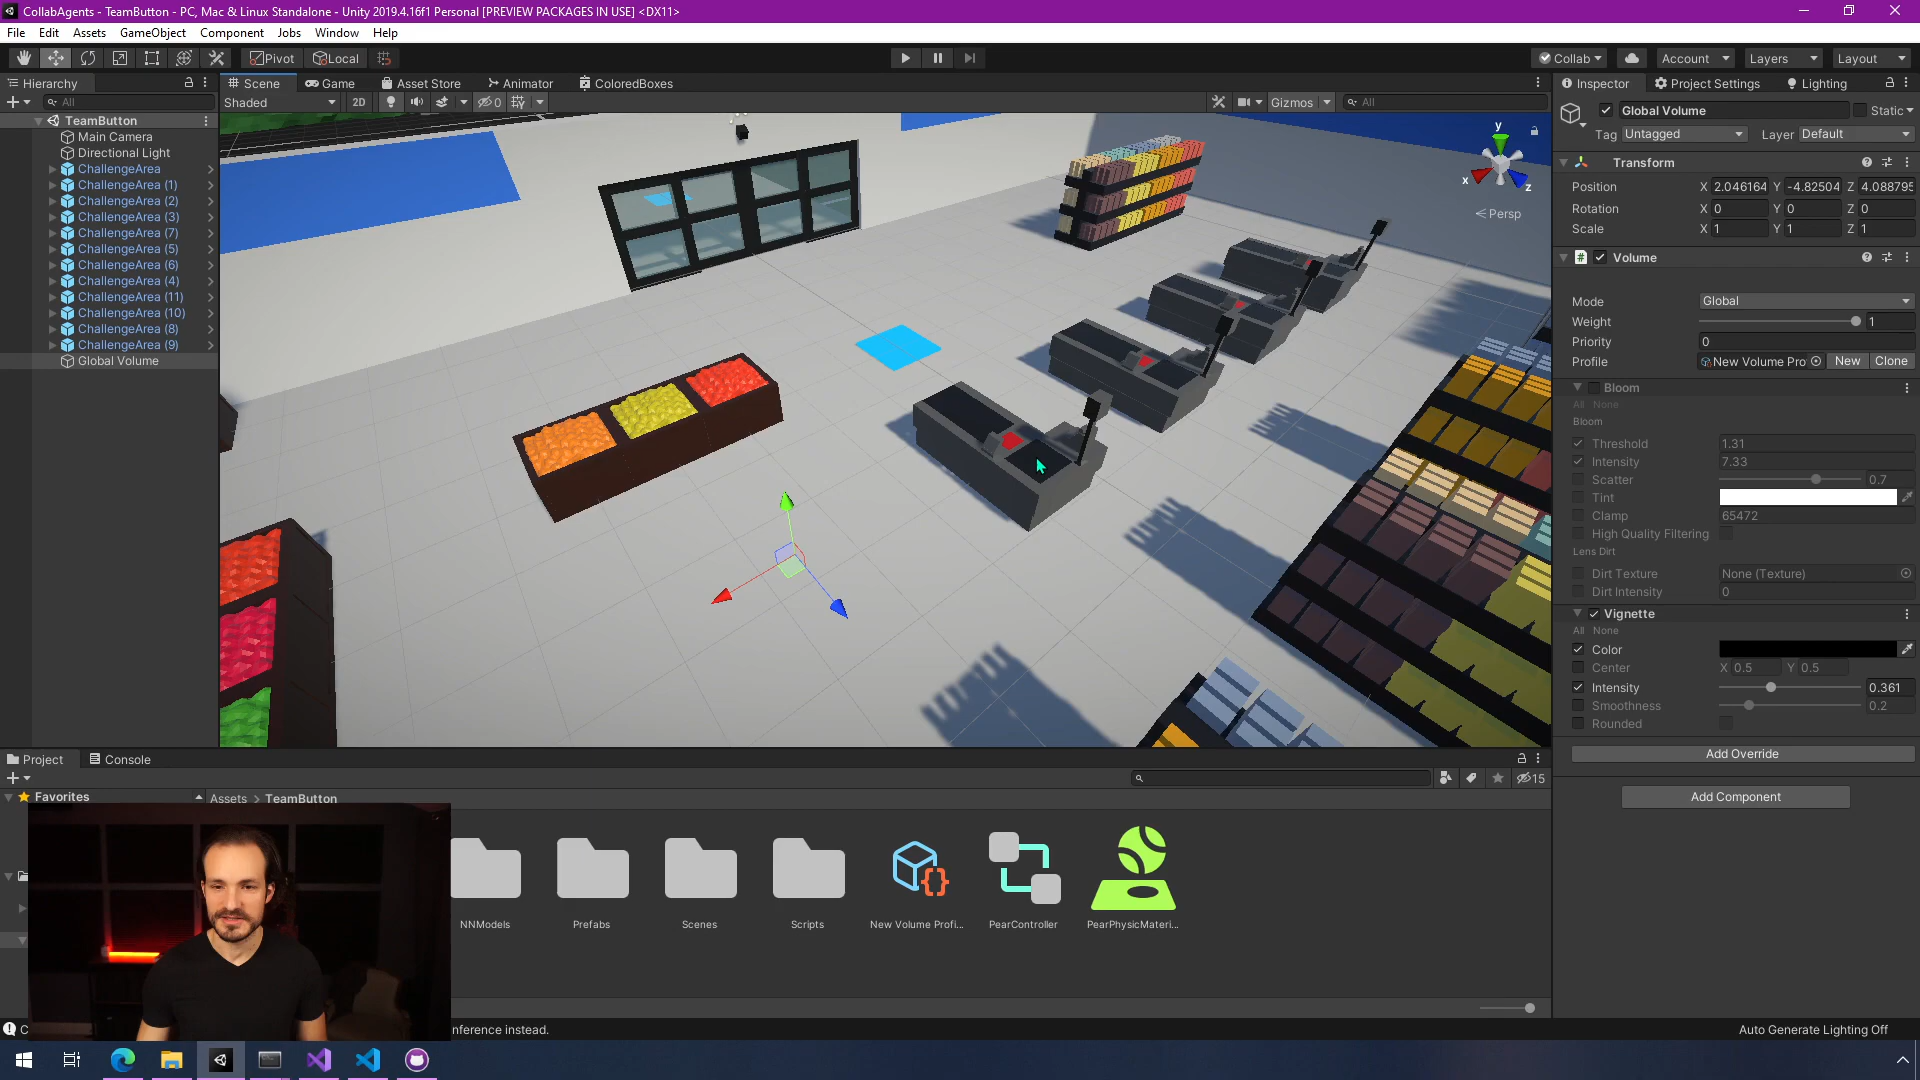 CollabAgents - TeamButton - PC, Mac & Linux Standalone - Unity 2019.4.16f1 Personal [PREVIEW PACKAGES IN USE] <DX11>
File Edit Assets GameObject Component Jobs Window Help
Pivot Local Collab Account Layers Layout
Hierarchy
All
TeamButton
Main Camera
Directional Light
ChallengeArea
ChallengeArea (1)
ChallengeArea (2)
ChallengeArea (3)
ChallengeArea (7)
ChallengeArea (5)
ChallengeArea (6)
ChallengeArea (4)
ChallengeArea (11)
ChallengeArea (10)
ChallengeArea (8)
ChallengeArea (9)
Global Volume
Scene Game Asset Store Animator ColoredBoxes
Shaded 2D 0 Gizmos All
y
x
z
Persp
Inspector Project Settings Lighting
Global Volume Static
Tag Untagged Layer Default
Transform
Position X 2.046164 Y -4.82504 Z 4.088795
Rotation X 0 Y 0 Z 0
Scale X 1 Y 1 Z 1
# Volume
Mode Global
Weight 1
Priority 0
Profile New Volume Pro New Clone
Bloom
All None
Bloom
Threshold 1.31
Intensity 7.33
Scatter 0.7
Tint
Clamp 65472
High Quality Filtering
Lens Dirt
Dirt Texture None (Texture)
Dirt Intensity 0
Vignette
All None
Color
Center X 0.5 Y 0.5
Intensity 0.361
Smoothness 0.2
Rounded
Add Override
Add Component
Project Console
15
Favorites
Assets > TeamButton
NNModels Prefabs Scenes Scripts New Volume Profi... PearController PearPhysicMateri...
nference instead.
Auto Generate Lighting Off